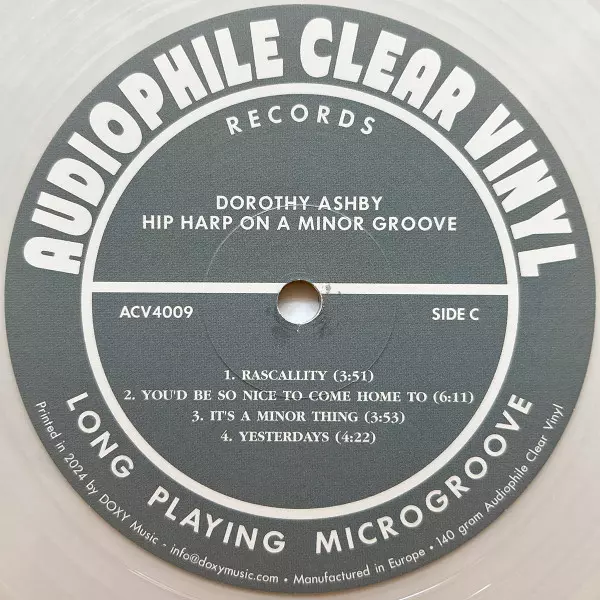 AUDIOPHILE CLEAR VINYL
RECORDS
DOROTHY ASHBY
HIP HARP ON A MINOR GROOVE
ACV4009
SIDE C
1. RASCALLITY (3:51)
2. YOU'D BE SO NICE TO COME HOME TO (6:11)
3. IT'S A MINOR THING (3:53)
4. YESTERDAYS (4:22)
LONG PLAYING MICROGROOVE
Printed in 2024 by DOXY Music - info@doxymusic.com • Manufactured in Europe • 140 gram Audiophile Clear Vinyl